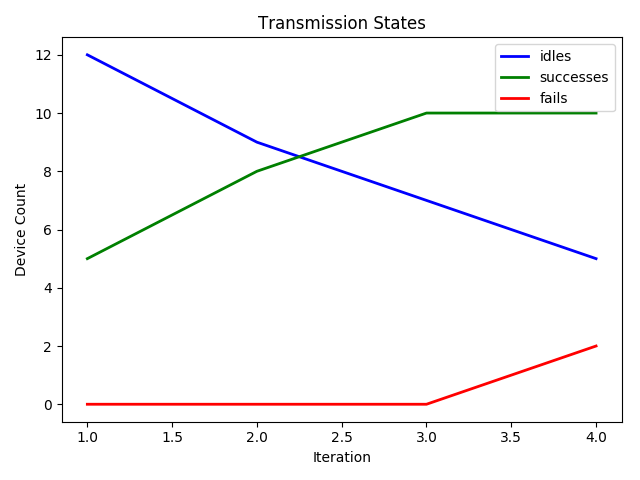 Transmission States
idles
successes
fails
Device Count
12
10
8
6
4
2
0
1.0 1.5 2.0 2.5 3.0 3.5 4.0
Iteration